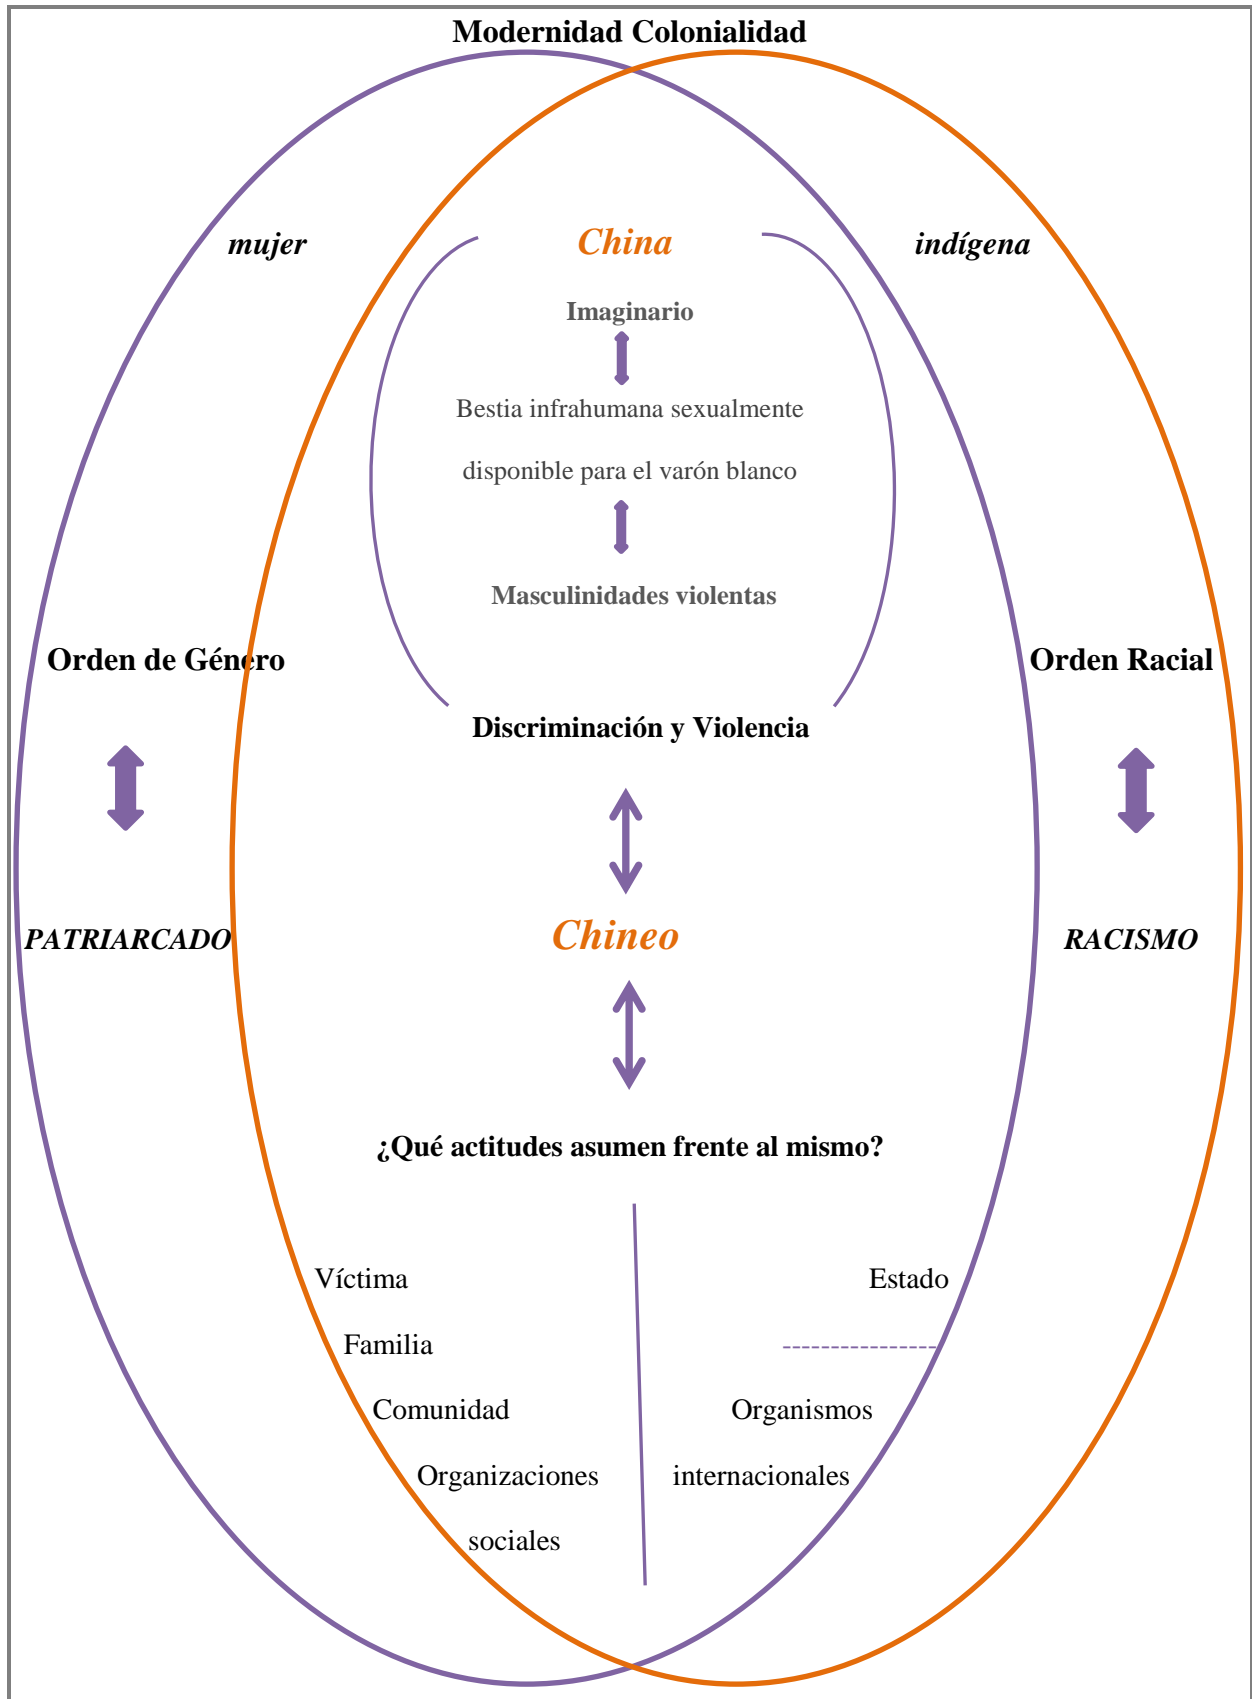 Modernidad Colonialidad
mujer
China
indígena
Imaginario
Bestia infrahumana sexualmente
disponible para el varón blanco
Masculinidades violentas
Orden de Género
Orden Racial
Discriminación y Violencia
PATRIARCADO
Chineo
RACISMO
¿Qué actitudes asumen frente al mismo?
Víctima
Familia
Comunidad
Organizaciones
sociales
Estado
Organismos
internacionales